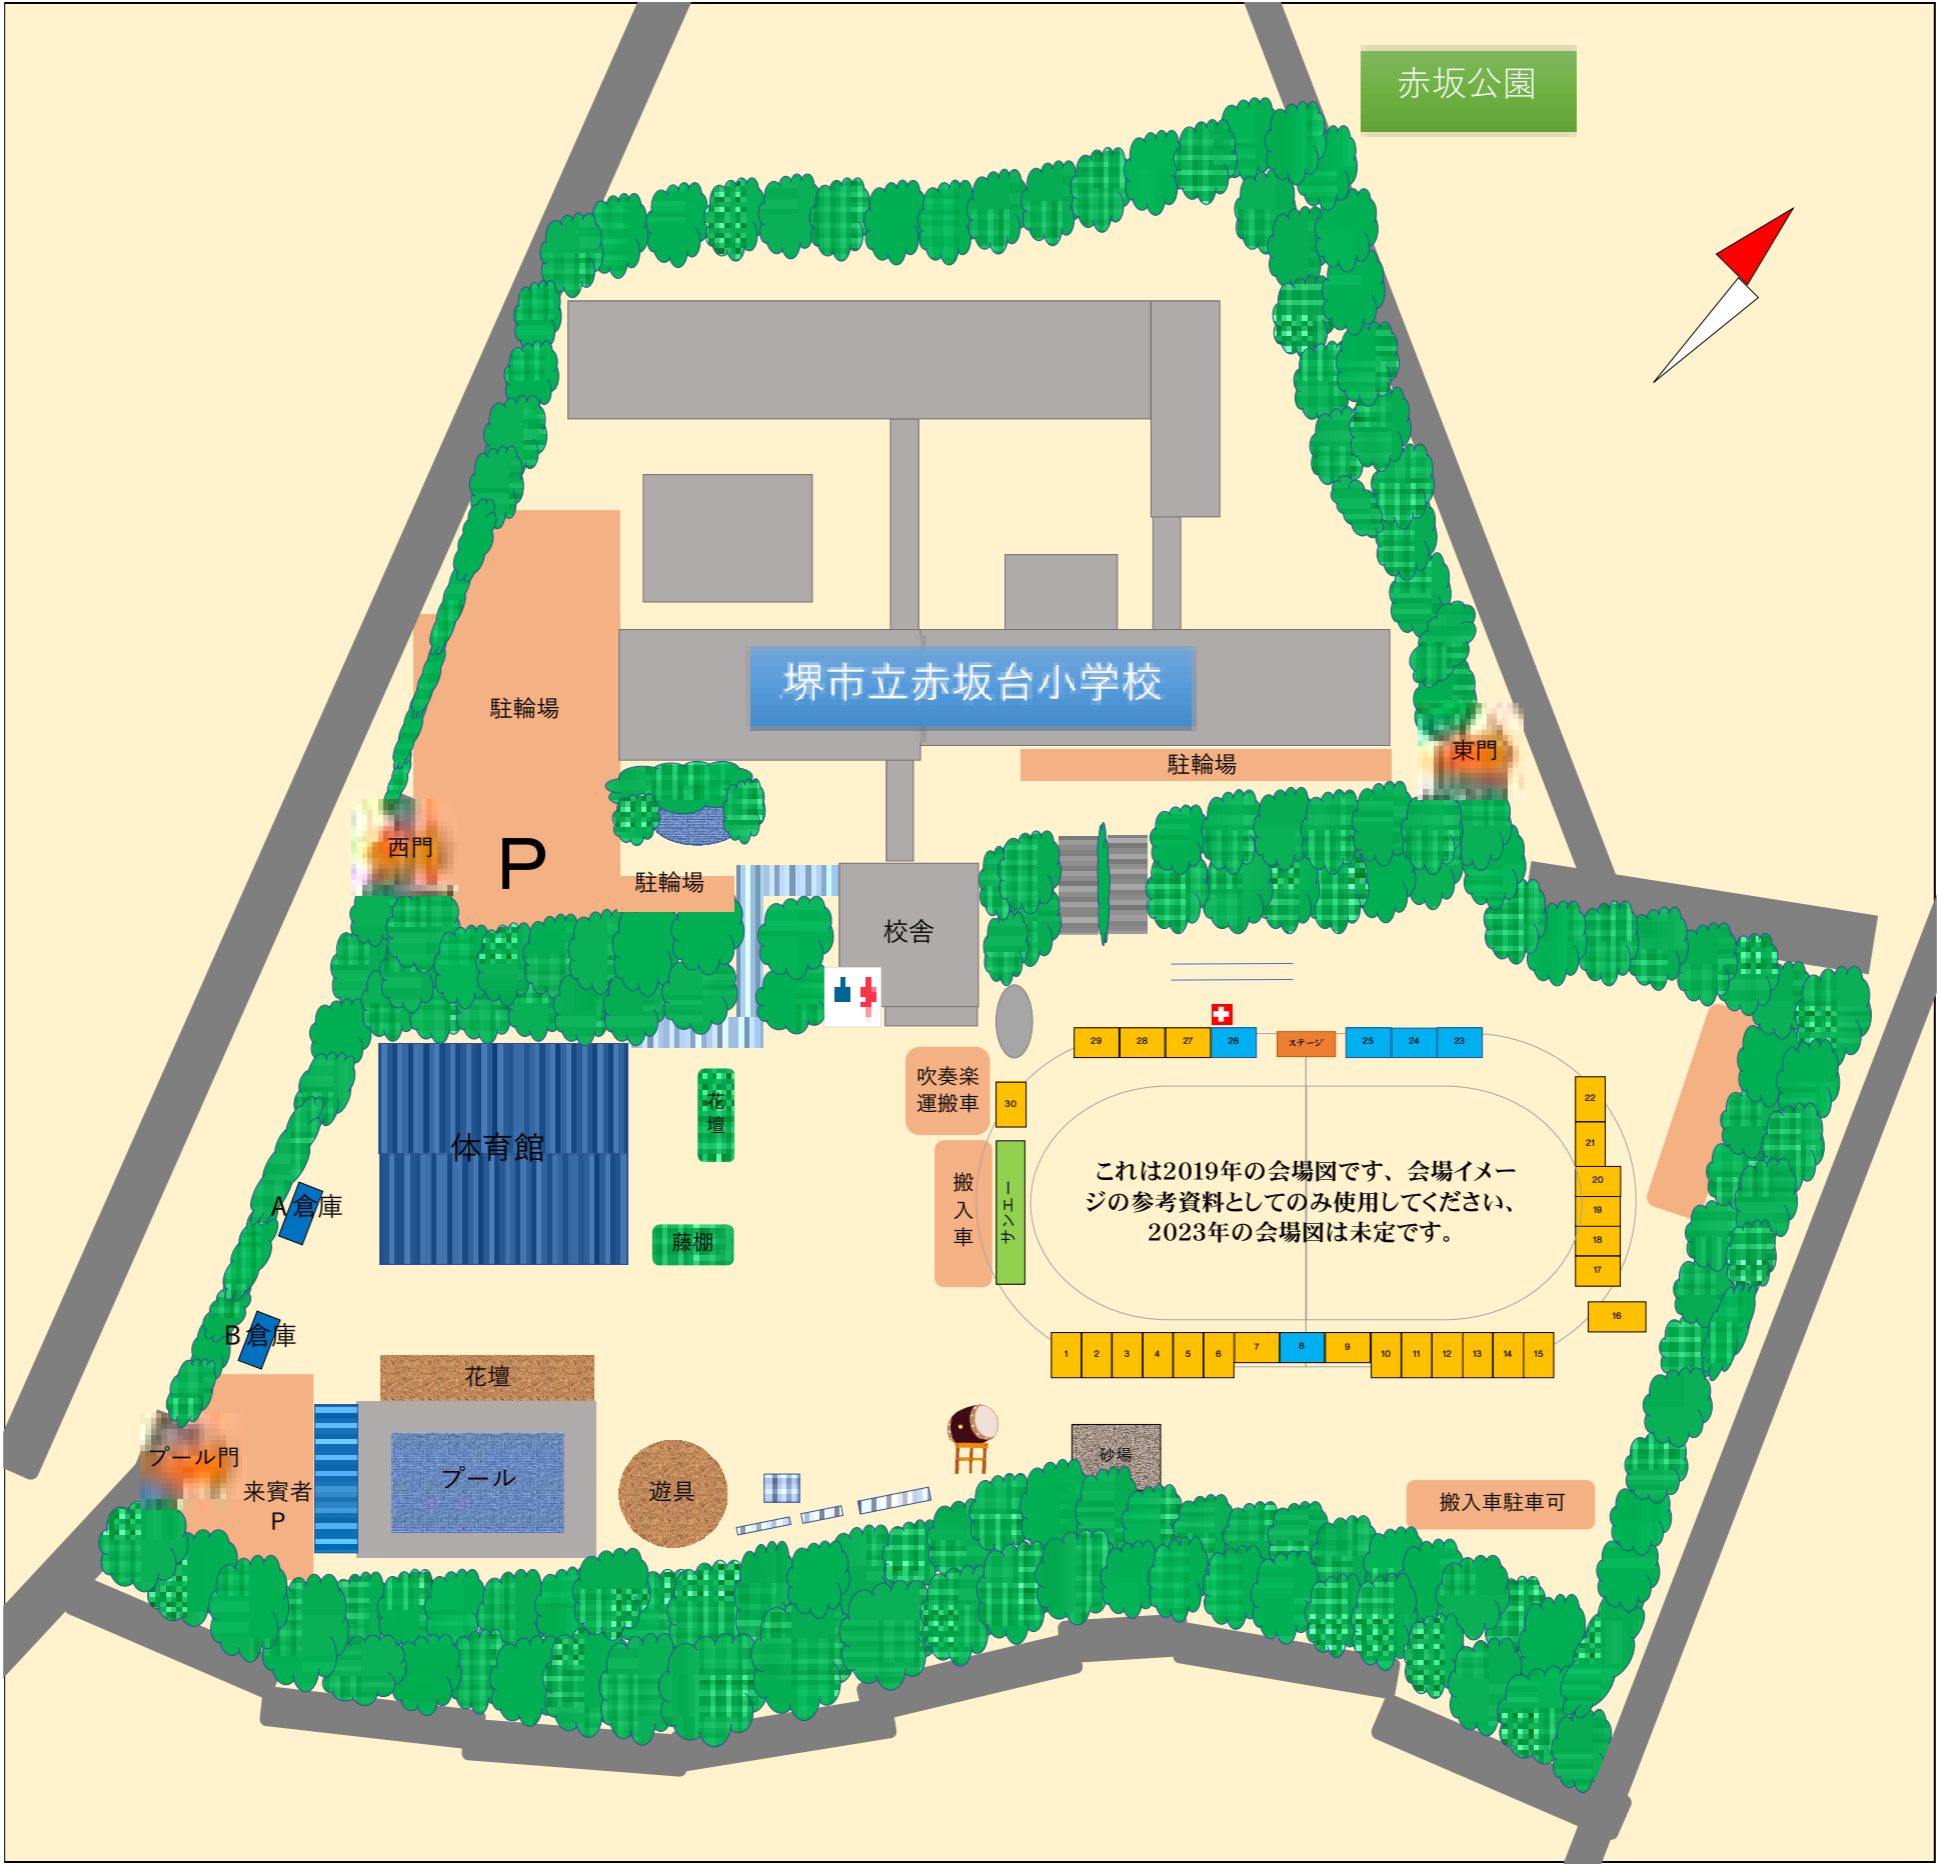 赤坂公園
堺市立赤坂台小学校
駐輪場
駐輪場
東門
西門
P
駐輪場
校舎
29
28
27
26
ステージ
25
24
23
吹奏楽
運搬車
30
22
21
20
19
18
17
16
花
壇
体育館
搬
入
車
サンエー
これは2019年の会場図です、会場イメー
ジの参考資料としてのみ使用してください、
2023年の会場図は未定です。
A倉庫
藤棚
B倉庫
1
2
3
4
5
6
7
8
9
10
11
12
13
14
15
花壇
プール門
来賓者
P
プール
遊具
砂場
搬入車駐車可